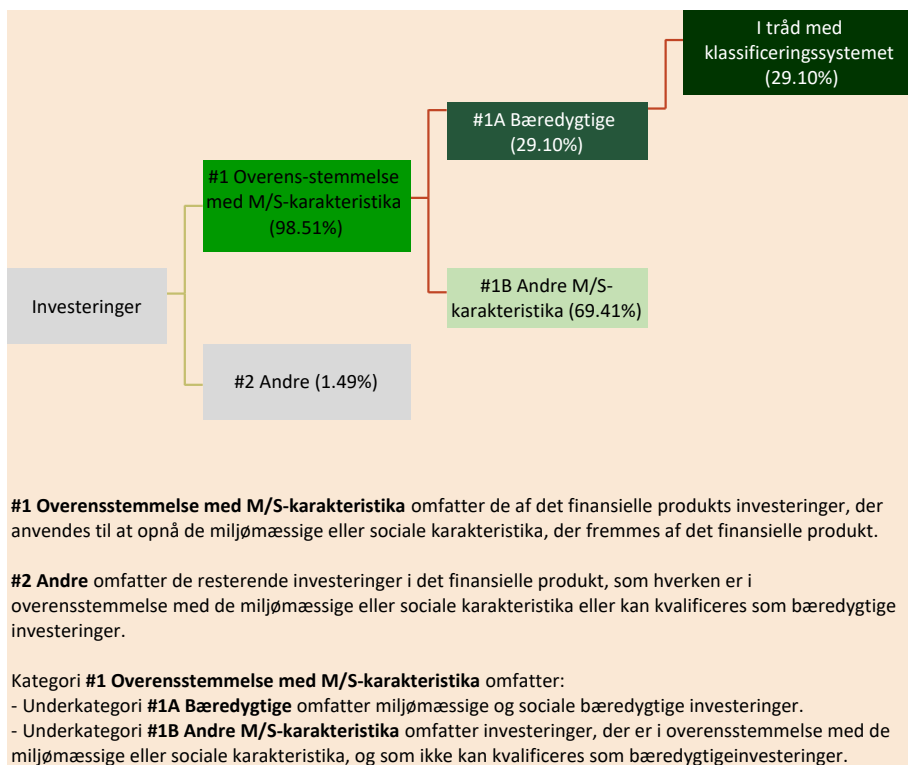 I tråd med
klassificeringssystemet
(29.10%)
#1A Bæredygtige
(29.10%)
#1 Overens-stemmelse
med M/S-karakteristika
(98.51%)
#1B Andre M/S-
karakteristika (69.41%)
Investeringer
#2 Andre (1.49%)
#1 Overensstemmelse med M/S-karakteristika omfatter de af det finansielle produkts investeringer, der
anvendes til at opnå de miljømæssige eller sociale karakteristika, der fremmes af det finansielle produkt.
#2 Andre omfatter de resterende investeringer i det finansielle produkt, som hverken er i
overensstemmelse med de miljømæssige eller sociale karakteristika eller kan kvalificeres som bæredygtige
investeringer.
Kategori #1 Overensstemmelse med M/S-karakteristika omfatter:
- Underkategori #1A Bæredygtige omfatter miljømæssige og sociale bæredygtige investeringer.
- Underkategori #1B Andre M/S-karakteristika omfatter investeringer, der er i overensstemmelse med de
miljømæssige eller sociale karakteristika, og som ikke kan kvalificeres som bæredygtigeinvesteringer.